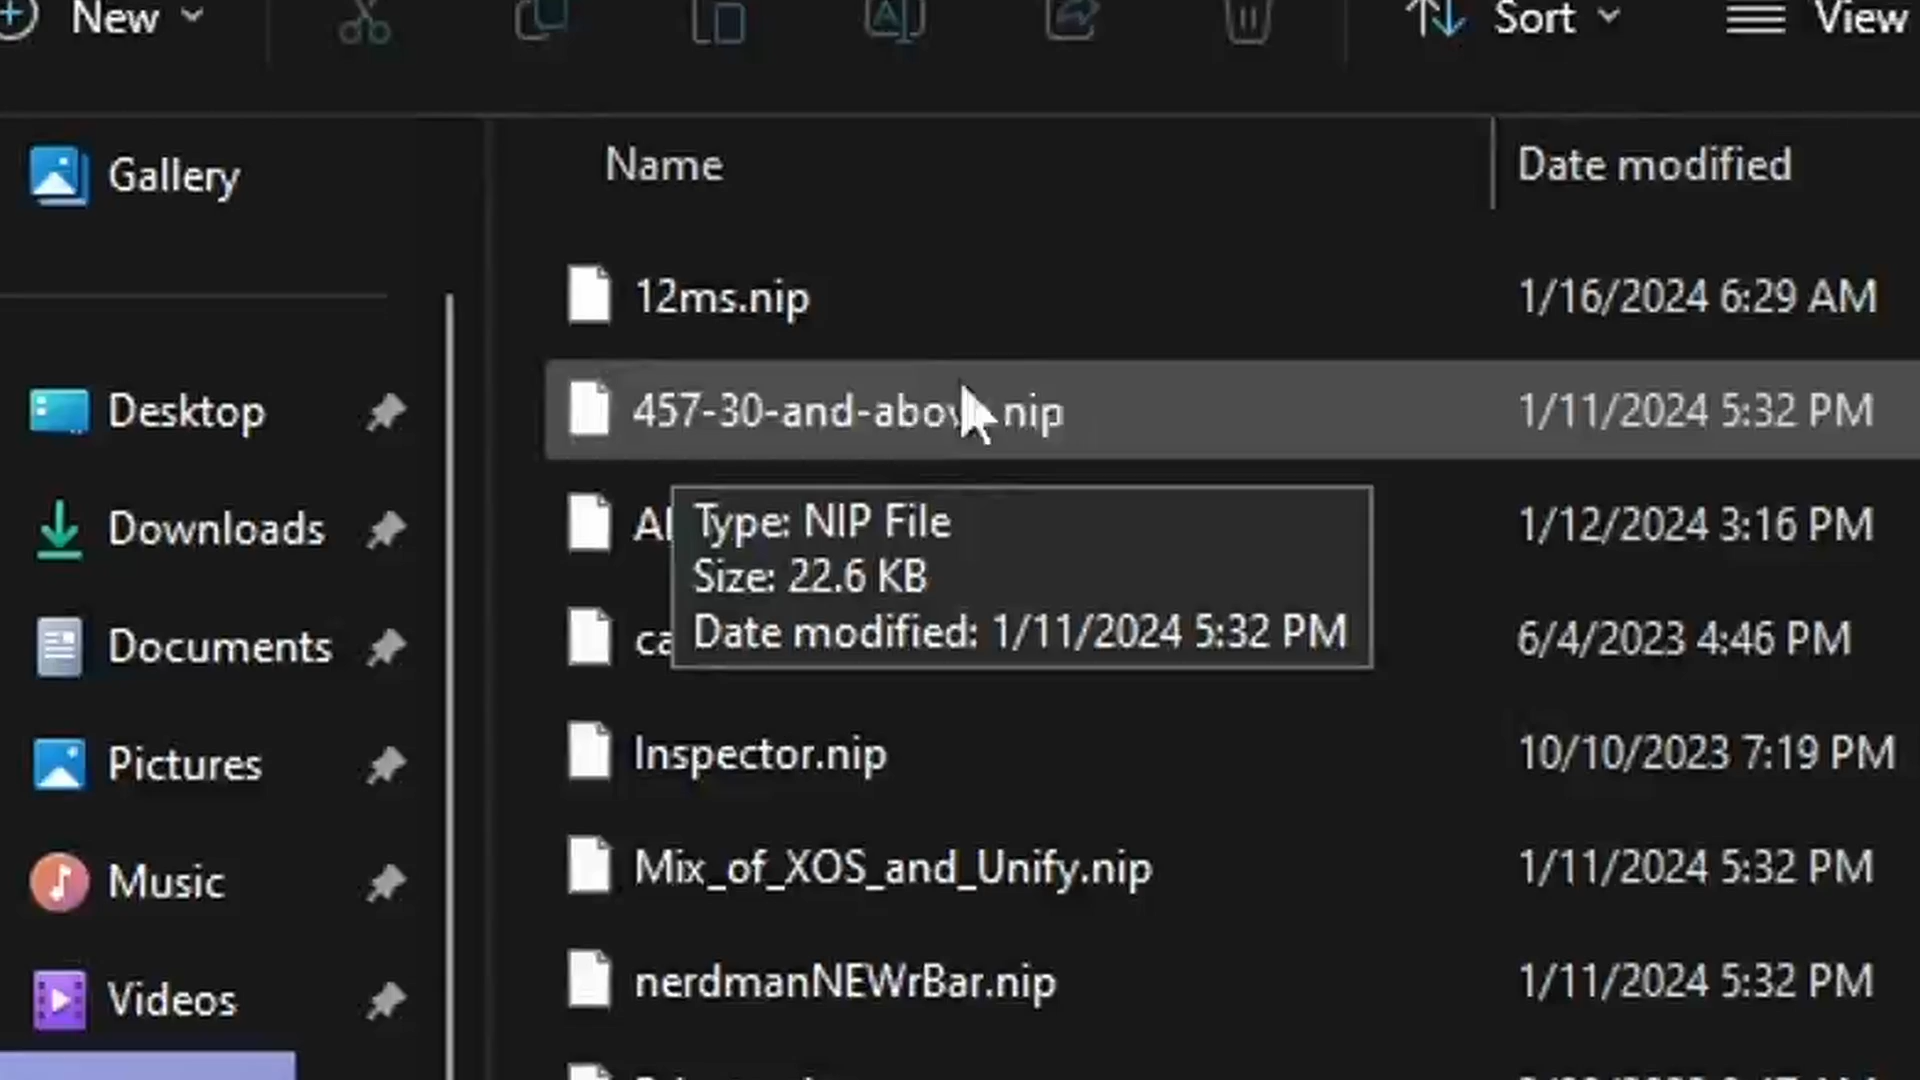 New
Sort
View
Gallery
Name
Date modified
12ms.nip
1/16/2024 6:29 AM
Desktop
457-30-and-abov .nip
1/11/2024 5:32 PM
Downloads
1/12/2024 3:16 PM
Type: NIP File
Size: 22.6 KB
Date modified: 1/11/2024 5:32 PM
Documents
6/4/2023 4:46 PM
Pictures
Inspector.nip
10/10/2023 7:19 PM
Music
Mix_of_XOS_and_Unify.nip
1/11/2024 5:32 PM
Videos
nerdmanNEWrBar.nip
1/11/2024 5:32 PM